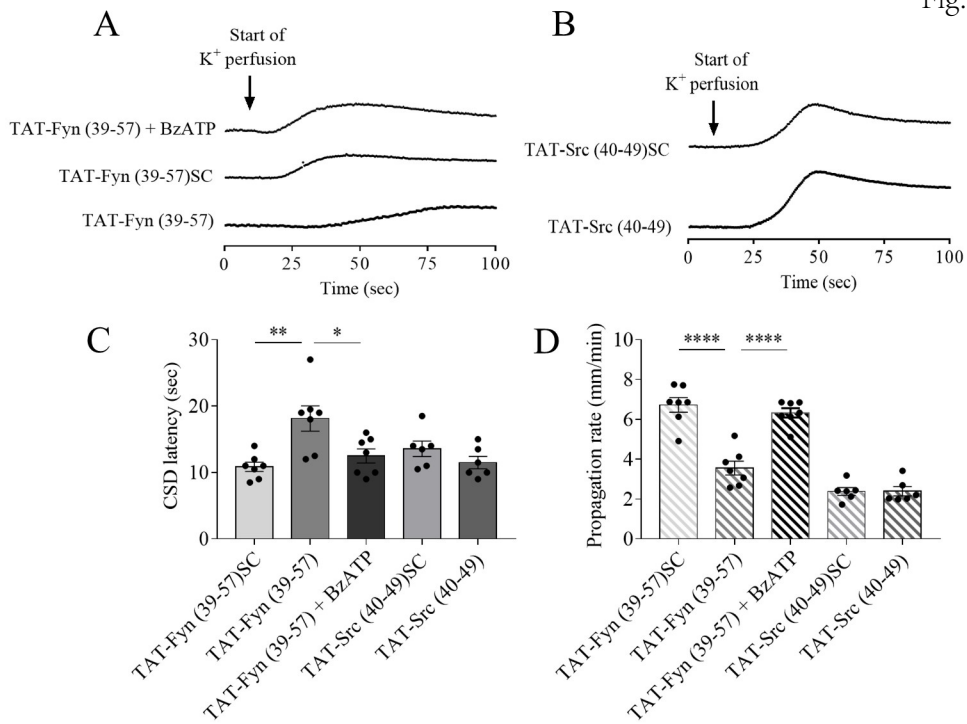 Fig.
A
Start of
K⁺ perfusion
TAT-Fyn (39-57) + BzATP
TAT-Fyn (39-57)SC
TAT-Fyn (39-57)
0 25 50 75 100
Time (sec)
B
Start of
K⁺ perfusion
TAT-Src (40-49)SC
TAT-Src (40-49)
0 50 100
Time (sec)
C
** *
CSD latency (sec)
30
20
10
0
TAT-Fyn (39-57)SC
TAT-Fyn (39-57)
TAT-Fyn (39-57) + BzATP
TAT-Src (40-49)SC
TAT-Src (40-49)
D
**** ****
Propagation rate (mm/min)
10
8
6
4
2
0
TAT-Fyn (39-57)SC
TAT-Fyn (39-57)
TAT-Fyn (39-57) + BzATP
TAT-Src (40-49)SC
TAT-Src (40-49)